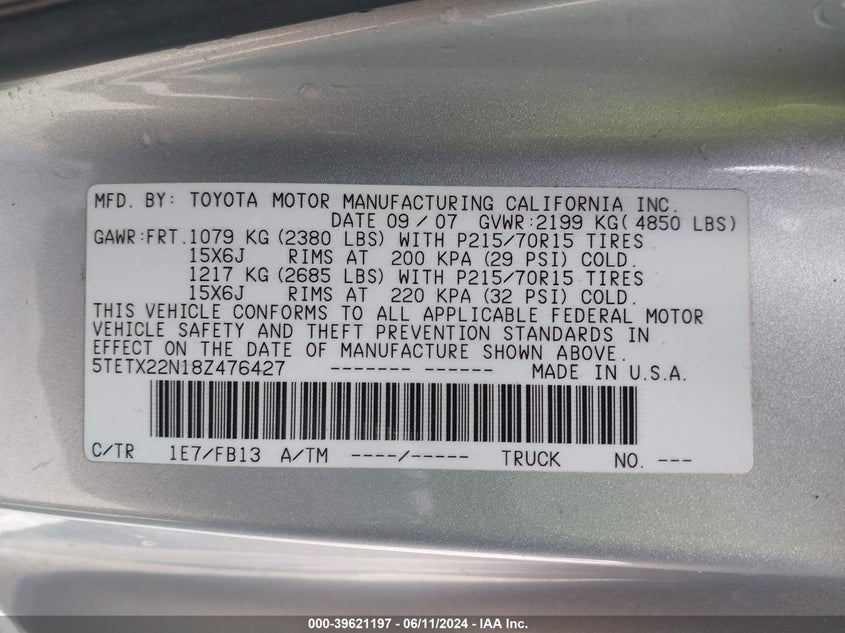 MFD. BY: TOYOTA MOTOR MANUFACTURING CALIFORNIA INC.
DATE 09 / 07 GVWR:2199 KG( 4850 LBS)
GAWR:FRT.1079 KG (2380 LBS) WITH P215/70R15 TIRES
15X6J RIMS AT 200 KPA (29 PSI) COLD.
1217 KG (2685 LBS) WITH P215/70R15 TIRES
15X6J RIMS AT 220 KPA (32 PSI) COLD.
THIS VEHICLE CONFORMS TO ALL APPLICABLE FEDERAL MOTOR
VEHICLE SAFETY AND THEFT PREVENTION STANDARDS IN
EFFECT ON THE DATE OF MANUFACTURE SHOWN ABOVE.
5TETX22N18Z476427 ------- ------ MADE IN U.S.A.
C/TR 1E7/FB13 A/TM ----/----- TRUCK NO. ---
000-39621197 - 06/11/2024 - IAA Inc.